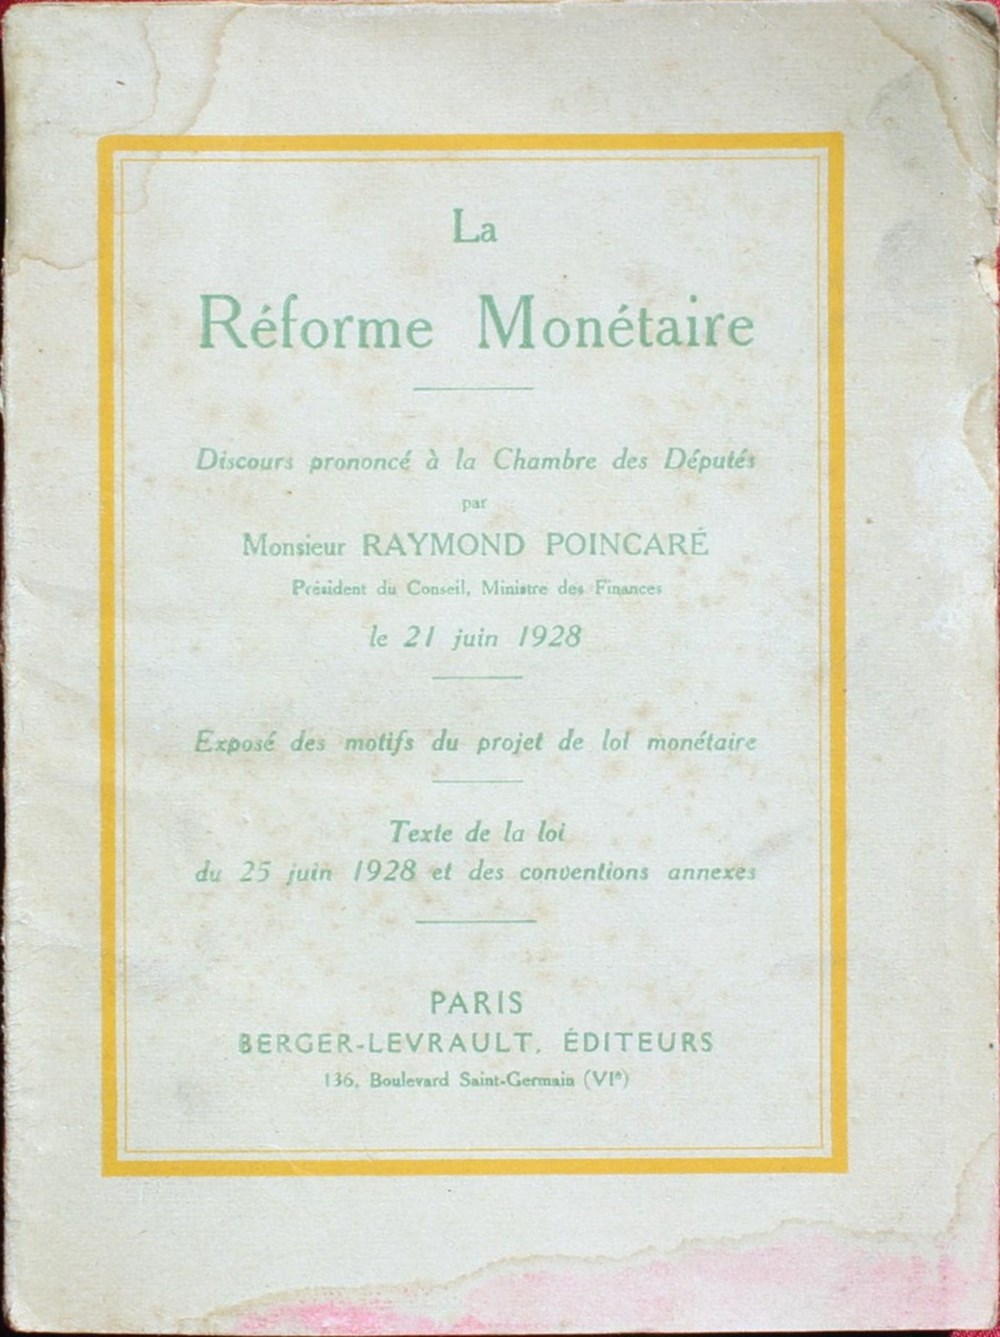 La
Réforme Monétaire
Discours prononcé à la Chambre des Députés
par
Monsieur RAYMOND POINCARÉ
Président du Conseil, Ministre des Finances
le 21 juin 1928
Exposé des motifs du projet de loi monétaire
Texte de la loi
du 25 juin 1928 et des conventions annexes
PARIS
BERGER-LEVRAULT, ÉDITEURS
136, Boulevard Saint-Germain (VIᵉ)